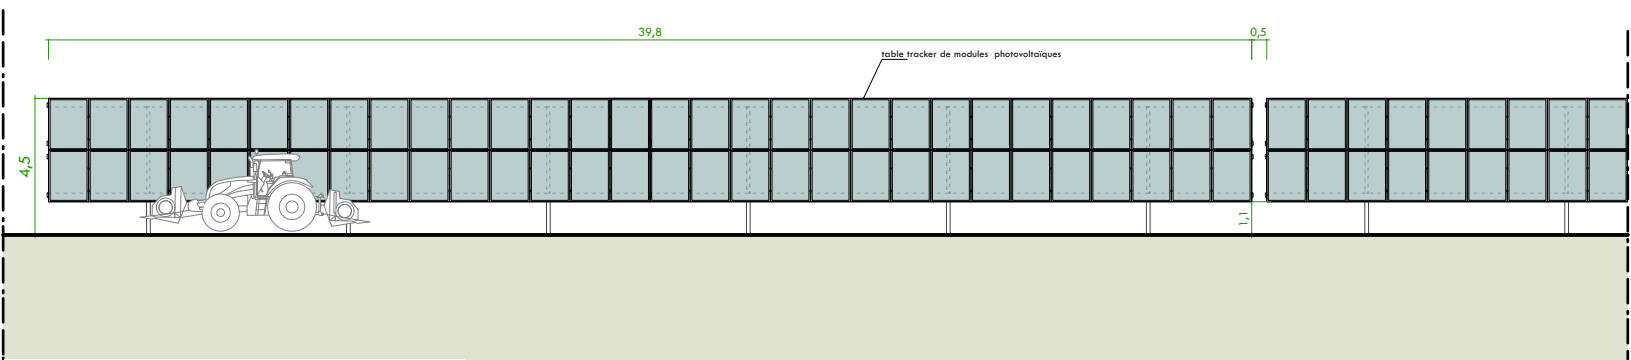 39,8
0,5
table tracker de modules photovoltaïques
4,5
1,1